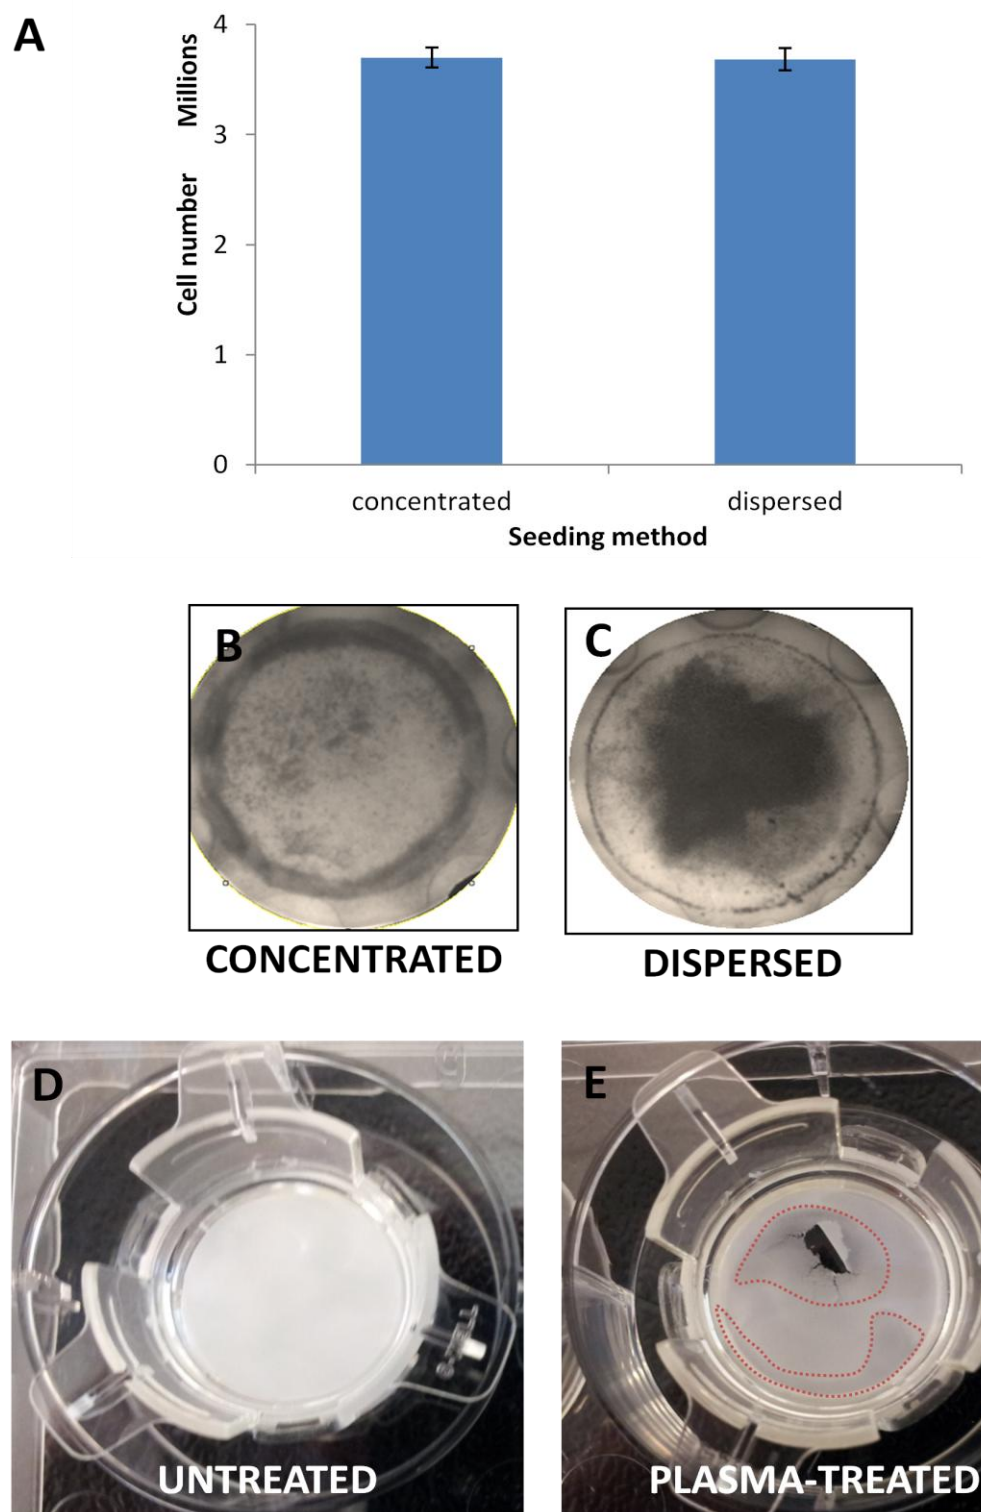 A
4
Millions
3
Cell number
2
1
0
concentrated
dispersed
Seeding method
B
C
CONCENTRATED
DISPERSED
D
E
UNTREATED
PLASMA-TREATED